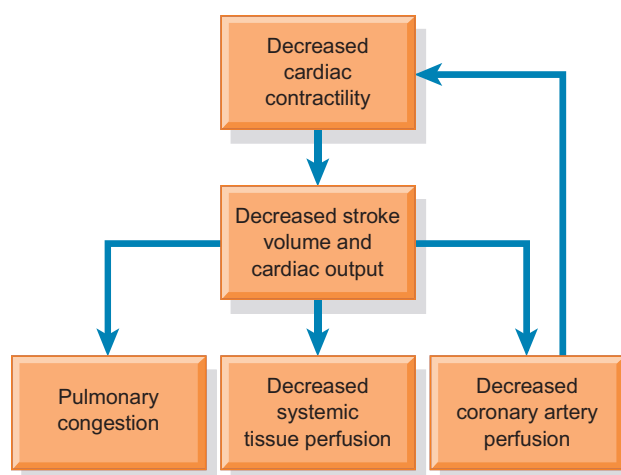 Decreased
cardiac
contractility
Decreased stroke
volume and
cardiac output
Pulmonary
congestion
Decreased
systemic
tissue perfusion
Decreased
coronary artery
perfusion